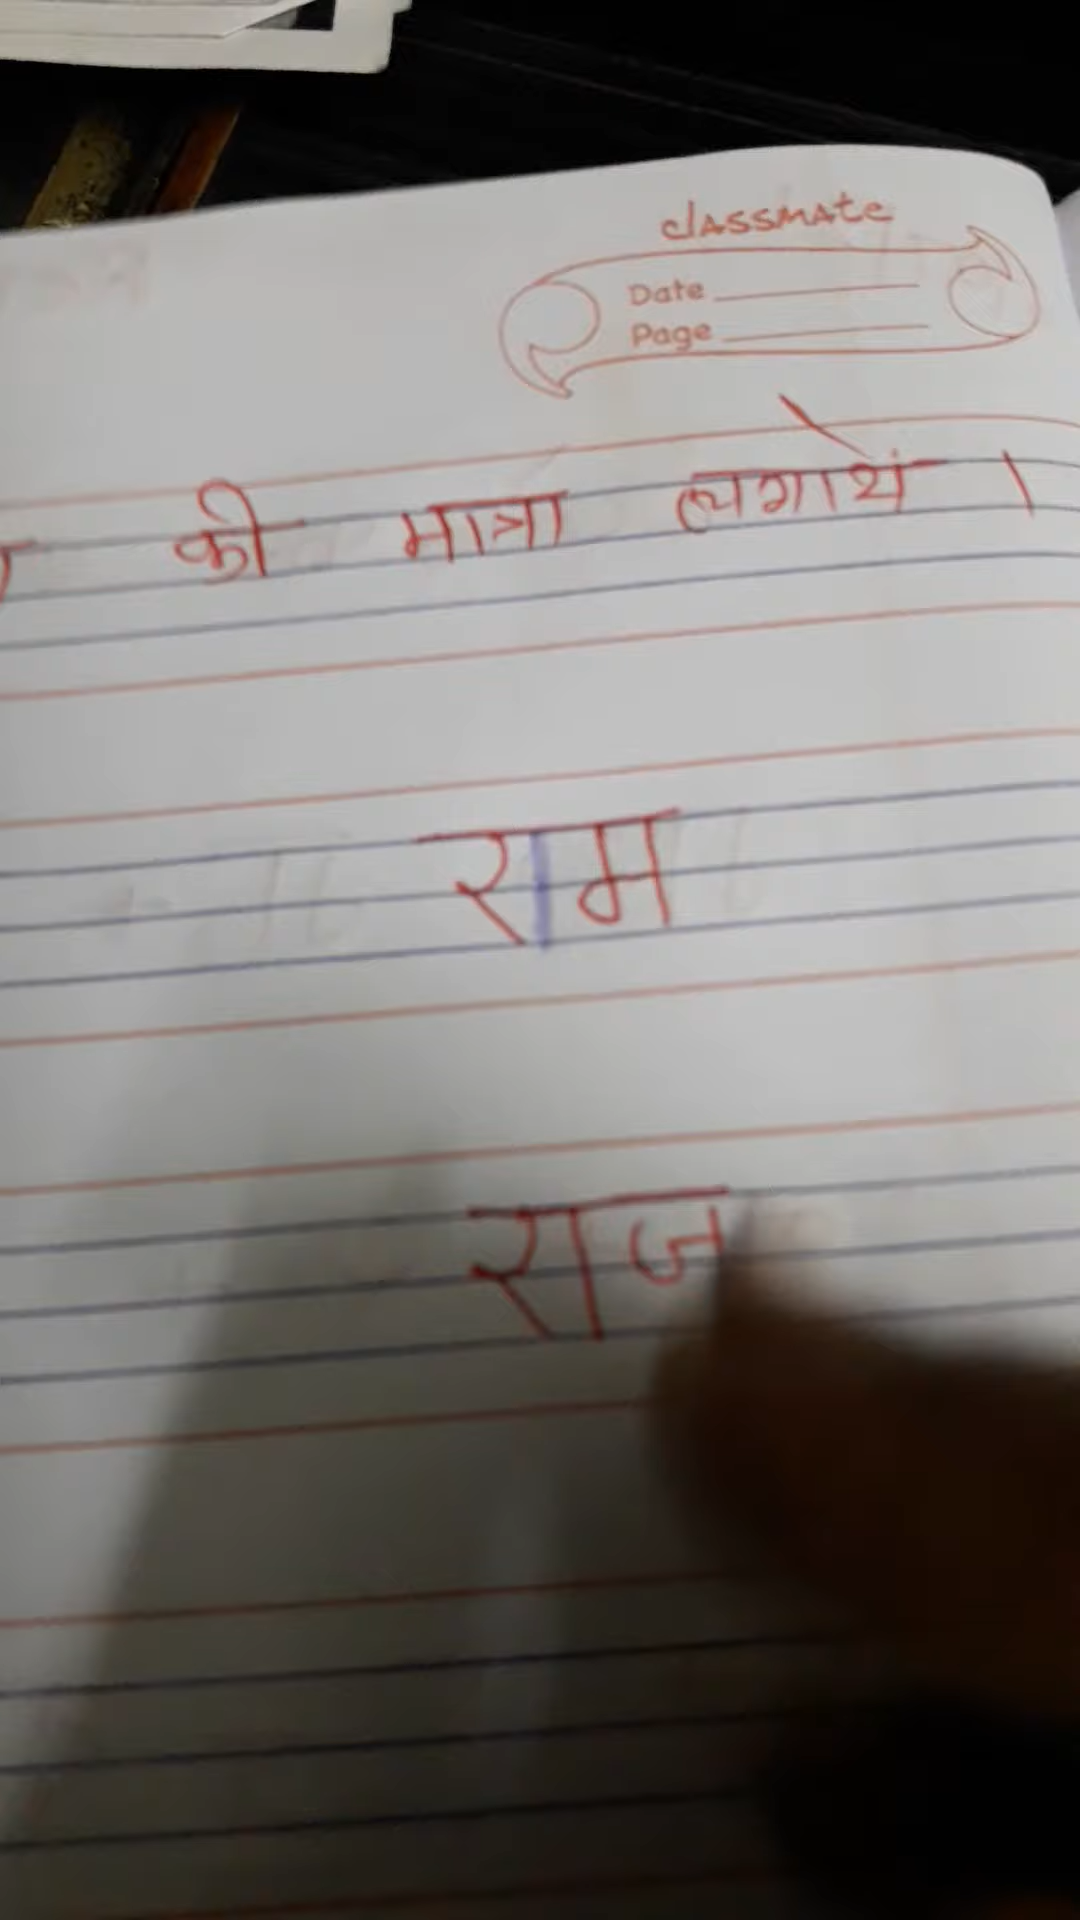 classmate
Date
Page
की मात्रा लगाये ।
राम
राज